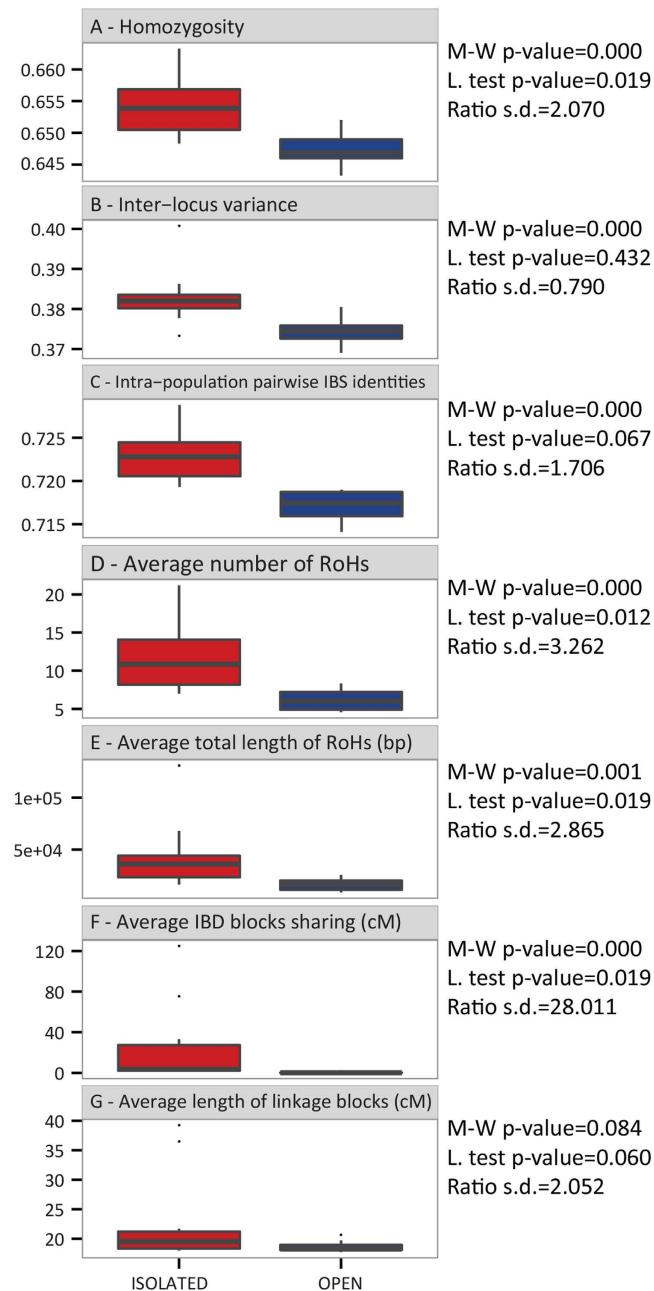 A - Homozygosity
0.660
0.655
0.650
0.645
M-W p-value=0.000
L. test p-value=0.019
Ratio s.d.=2.070
B - Inter−locus variance
0.40
0.39
0.38
0.37
M-W p-value=0.000
L. test p-value=0.432
Ratio s.d.=0.790
C - Intra−population pairwise IBS identities
0.725
0.720
0.715
M-W p-value=0.000
L. test p-value=0.067
Ratio s.d.=1.706
D - Average number of RoHs
20
15
10
5
M-W p-value=0.000
L. test p-value=0.012
Ratio s.d.=3.262
E - Average total length of RoHs (bp)
1e+05
5e+04
M-W p-value=0.001
L. test p-value=0.019
Ratio s.d.=2.865
F - Average IBD blocks sharing (cM)
120
80
40
0
M-W p-value=0.000
L. test p-value=0.019
Ratio s.d.=28.011
G - Average length of linkage blocks (cM)
40
35
30
25
20
M-W p-value=0.084
L. test p-value=0.060
Ratio s.d.=2.052
ISOLATED
OPEN